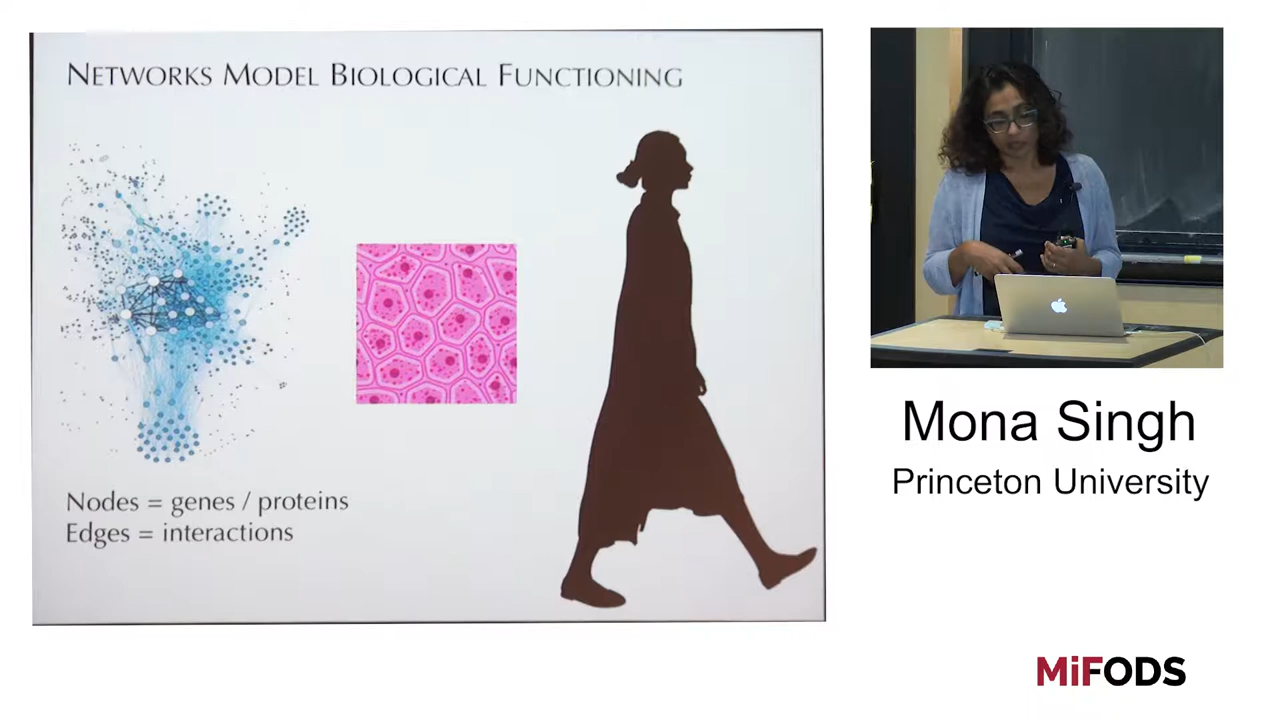 NETWORKS MODEL BIOLOGICAL FUNCTIONING
Nodes = genes / proteins
Edges = interactions
Mona Singh
Princeton University
MiFODS